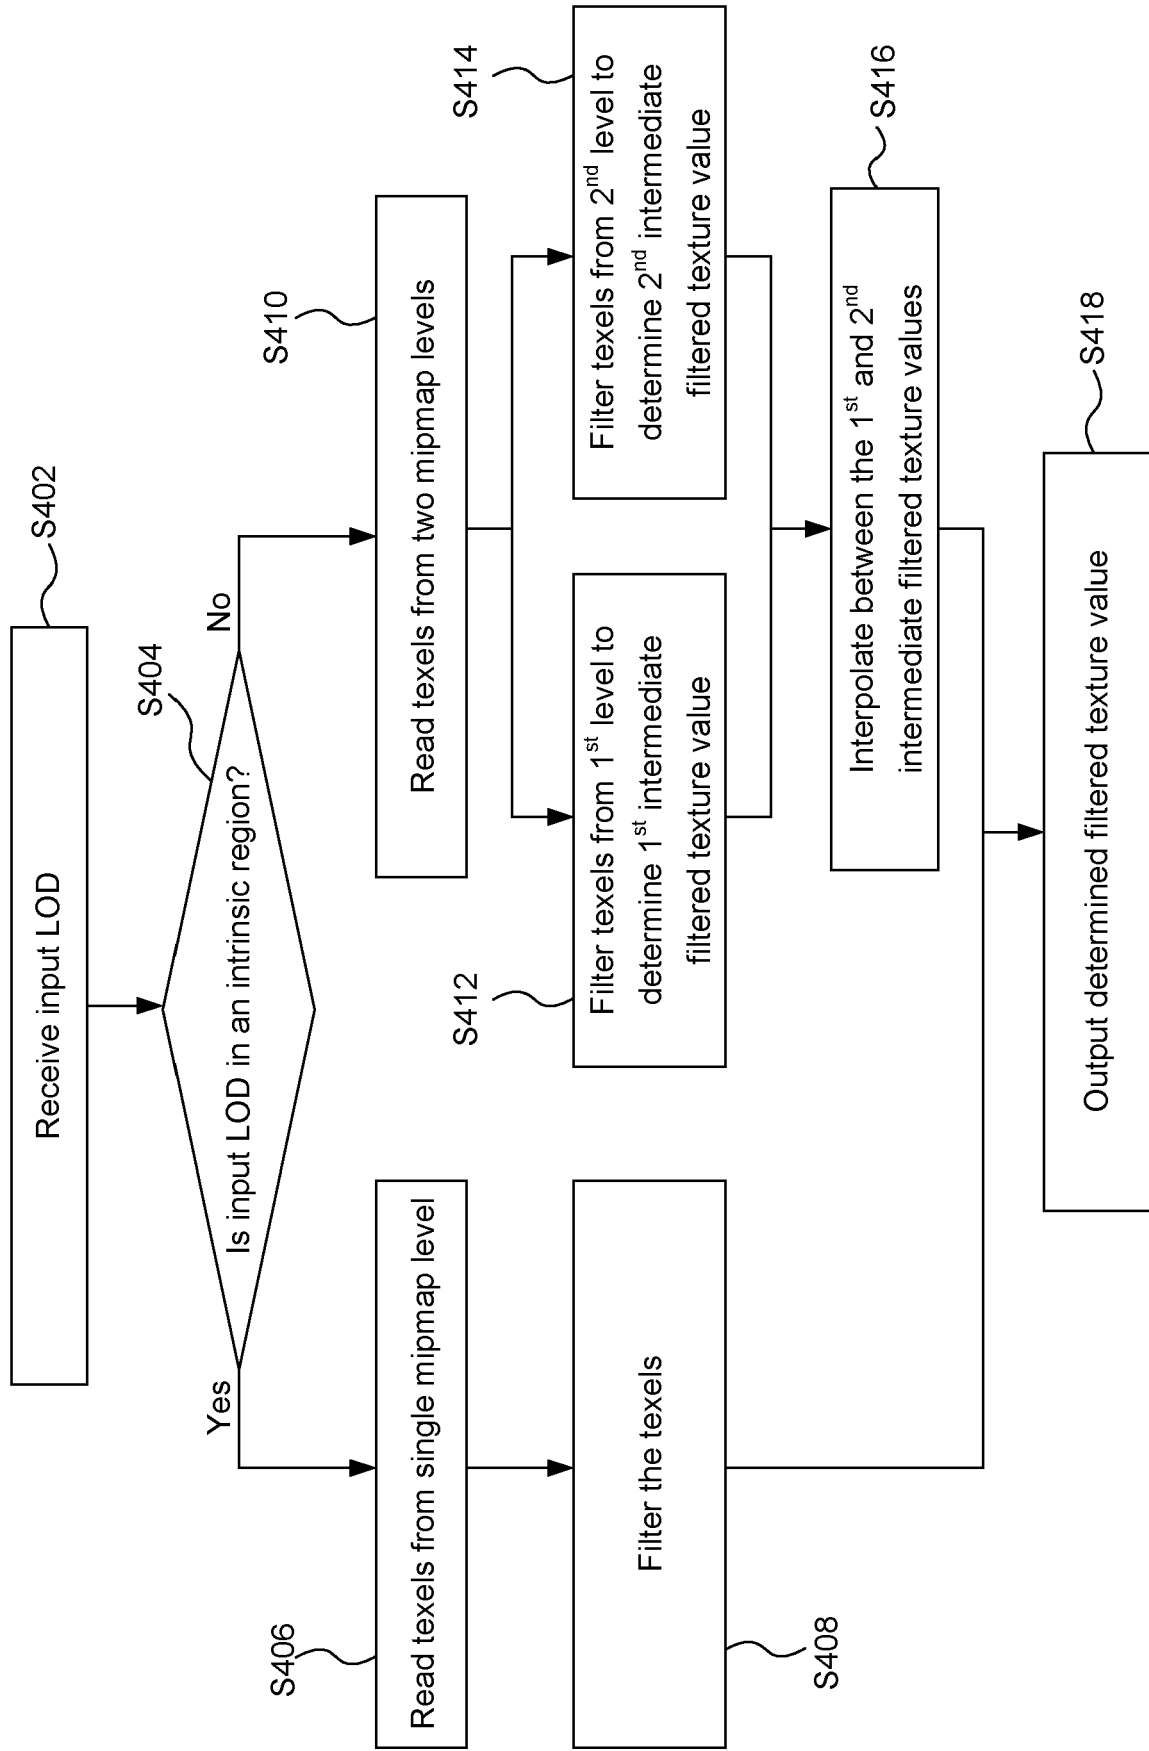 Receive input LOD
S402
Is input LOD in an intrinsic region?
S404
Yes
No
Read texels from single mipmap level
S406
Filter the texels
S408
Read texels from two mipmap levels
S410
Filter texels from 1st level to
determine 1st intermediate
filtered texture value
S412
Filter texels from 2nd level to
determine 2nd intermediate
filtered texture value
S414
Interpolate between the 1st and 2nd
intermediate filtered texture values
S416
Output determined filtered texture value
S418